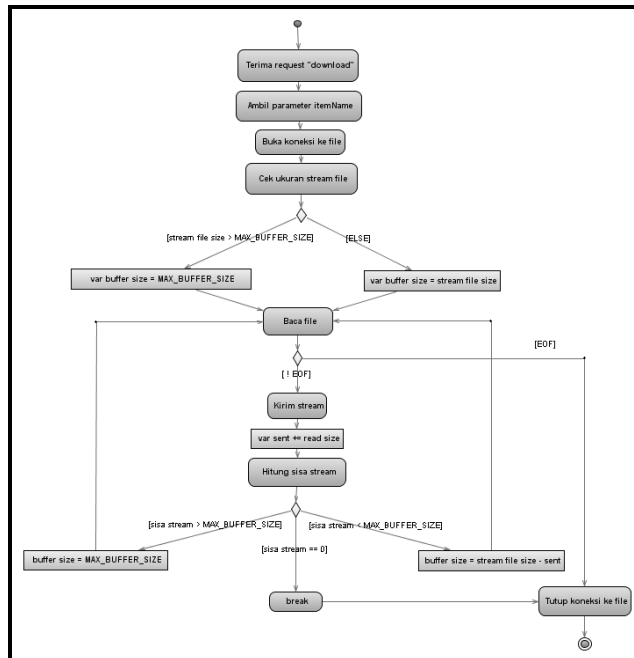 Terima request "download"
Ambil parameter itemName
Buka koneksi ke file
Cek ukuran stream file
[stream file size > MAX_BUFFER_SIZE]
[ELSE]
var buffer size = MAX_BUFFER_SIZE
var buffer size = stream file size
Baca file
[EOF]
[ ! EOF]
Kirim stream
var sent += read size
Hitung sisa stream
[sisa stream > MAX_BUFFER_SIZE]
[sisa stream < MAX_BUFFER_SIZE]
[sisa stream == 0]
buffer size = MAX_BUFFER_SIZE
buffer size = stream file size - sent
break
Tutup koneksi ke file